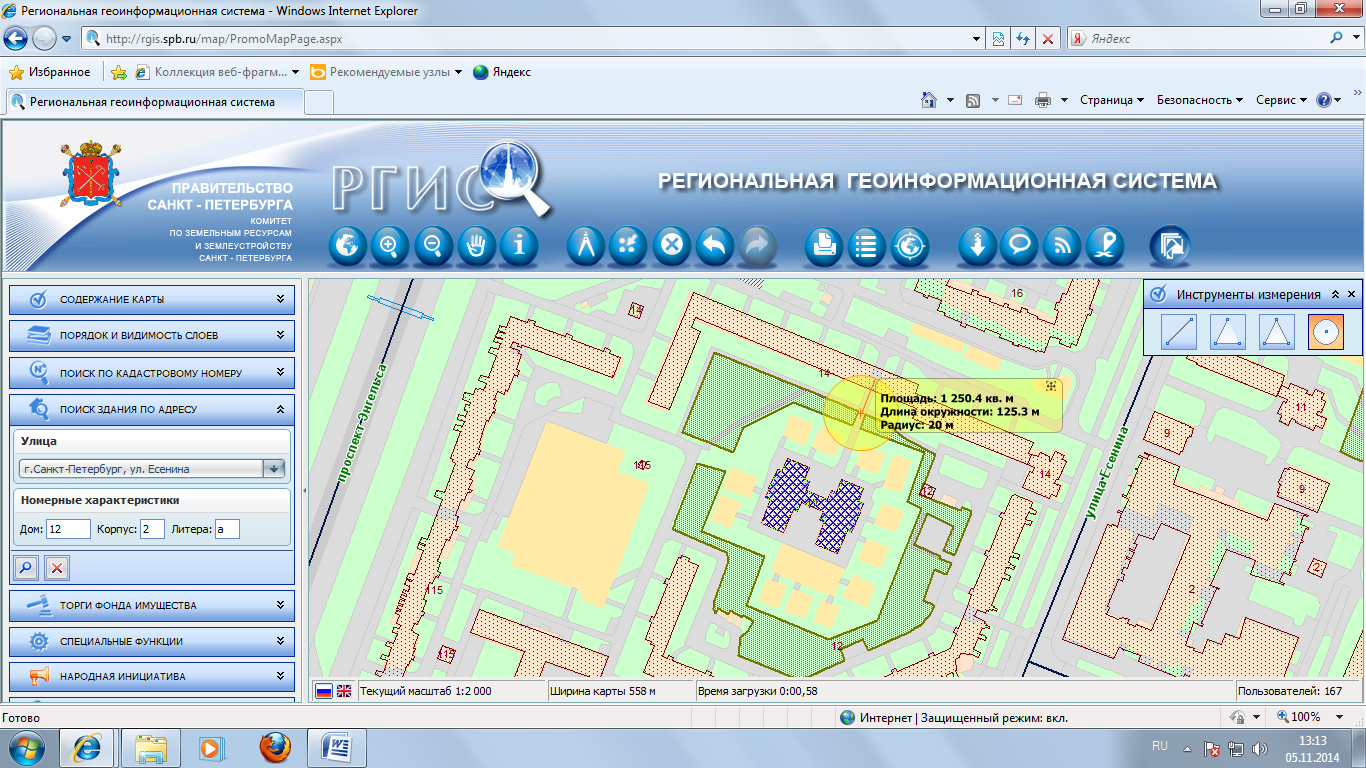 Региональная геоинформационная система - Windows Internet Explorer
http://rgis.spb.ru/map/PromoMapPage.aspx
Яндекс
Избранное
Коллекция веб-фрагм...
Рекомендуемые узлы
Яндекс
Региональная геоинформационная система
Страница
Безопасность
Сервис
ПРАВИТЕЛЬСТВО
САНКТ - ПЕТЕРБУРГА
КОМИТЕТ
ПО ЗЕМЕЛЬНЫМ РЕСУРСАМ
И ЗЕМЛЕУСТРОЙСТВУ
САНКТ - ПЕТЕРБУРГА
РГИС
РЕГИОНАЛЬНАЯ ГЕОИНФОРМАЦИОННАЯ СИСТЕМА
СОДЕРЖАНИЕ КАРТЫ
ПОРЯДОК И ВИДИМОСТЬ СЛОЕВ
ПОИСК ПО КАДАСТРОВОМУ НОМЕРУ
ПОИСК ЗДАНИЯ ПО АДРЕСУ
Улица
г.Санкт-Петербург, ул. Есенина
Номерные характеристики
Дом: 12 Корпус: 2 Литера: а
ТОРГИ ФОНДА ИМУЩЕСТВА
СПЕЦИАЛЬНЫЕ ФУНКЦИИ
НАРОДНАЯ ИНИЦИАТИВА
Инструменты измерения
16
14
проспект Энгельса
Площадь: 1 250.4 кв. м
Длина окружности: 125.3 м
Радиус: 20 м
11
9
14
9
12
улица Есенина
2
2
115
12
115
Текущий масштаб 1:2 000
Ширина карты 558 м
Время загрузки 0:00,58
Пользователей: 167
Готово
Интернет | Защищенный режим: вкл.
100%
RU
13:13
05.11.2014